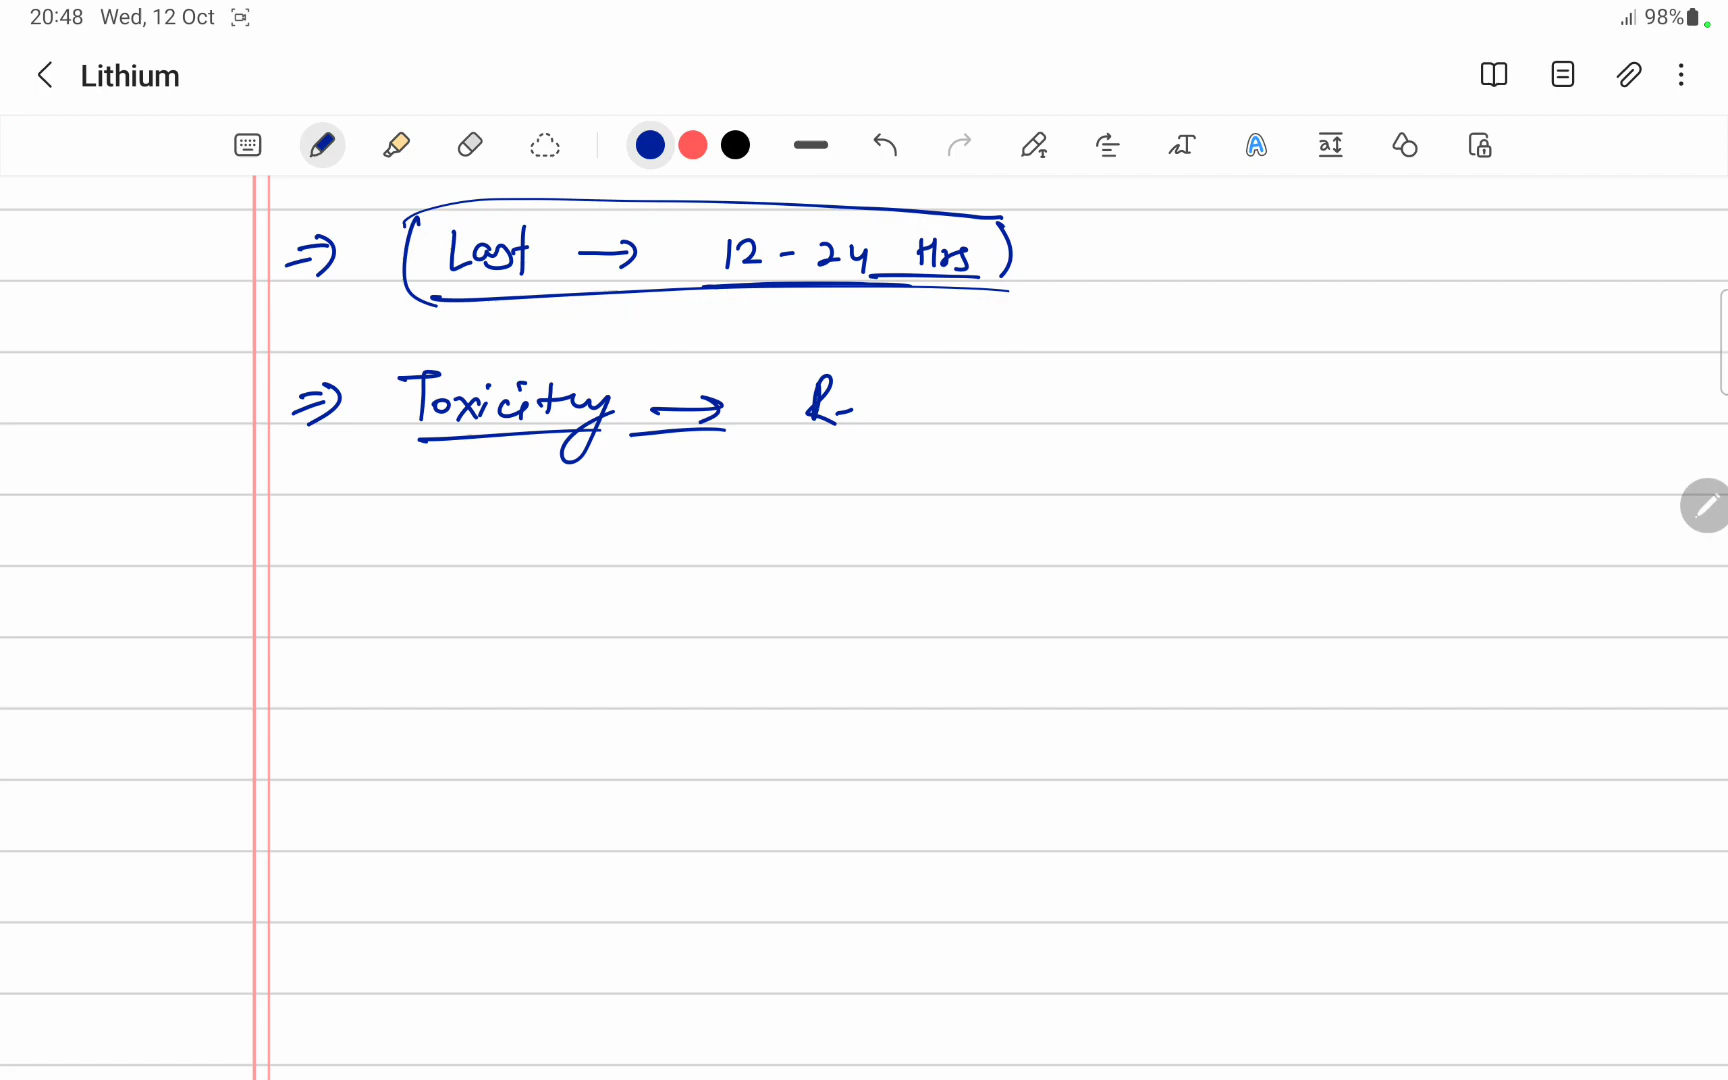 20:48 Wed, 12 Oct 98%
Lithium
⇒ (Last → 12 - 24 Hrs)
⇒ Toxicity → R